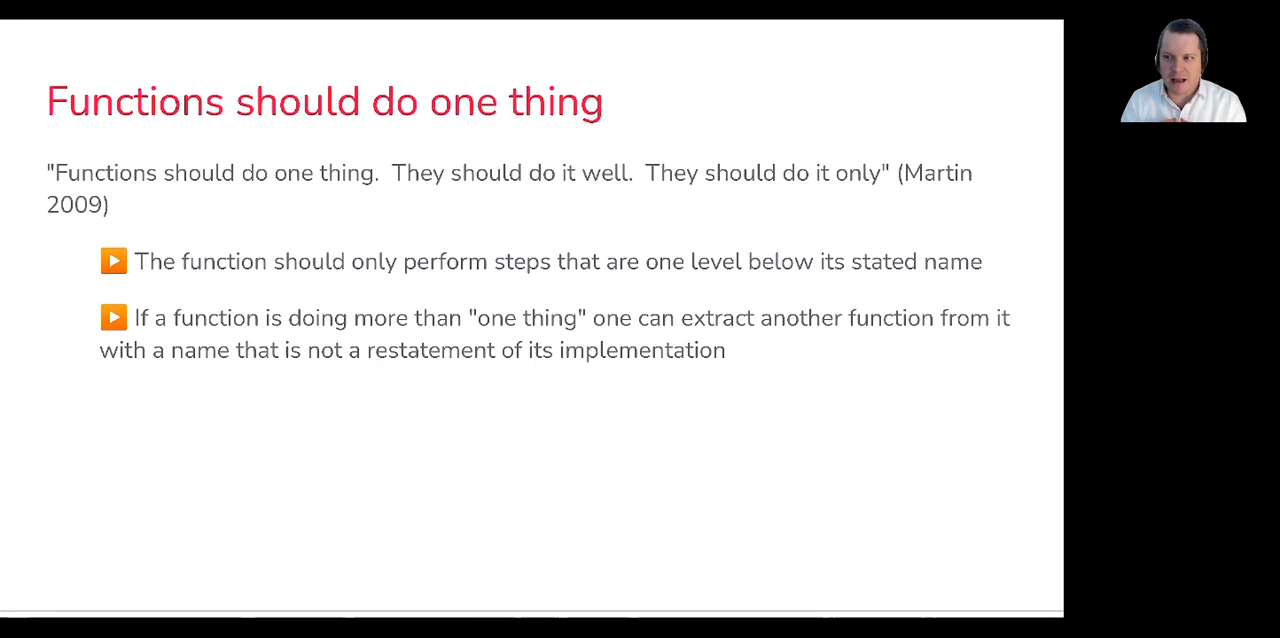 Functions should do one thing
"Functions should do one thing.  They should do it well.  They should do it only" (Martin
2009)
The function should only perform steps that are one level below its stated name
If a function is doing more than "one thing" one can extract another function from it
with a name that is not a restatement of its implementation